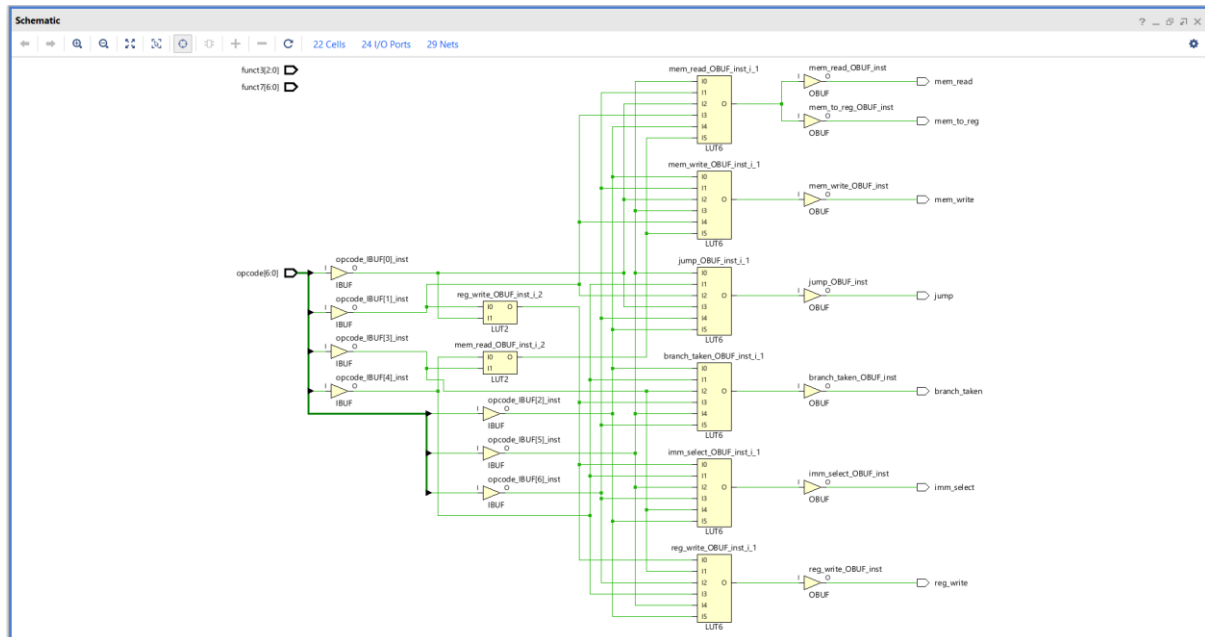 Schematic
22 Cells 24 I/O Ports 29 Nets
funct3[2:0]
funct7[6:0]
opcode[6:0]
opcode_IBUF[0]_inst
I O
IBUF
opcode_IBUF[1]_inst
I O
IBUF
opcode_IBUF[3]_inst
I O
IBUF
opcode_IBUF[4]_inst
I O
IBUF
opcode_IBUF[2]_inst
I O
IBUF
opcode_IBUF[5]_inst
I O
IBUF
opcode_IBUF[6]_inst
I O
IBUF
reg_write_OBUF_inst_i_2
I0 O
I1
LUT2
mem_read_OBUF_inst_i_2
I0 O
I1
LUT2
mem_read_OBUF_inst_i_1
I0
I1
I2 O
I3
I4
I5
LUT6
mem_write_OBUF_inst_i_1
I0
I1
I2 O
I3
I4
I5
LUT6
jump_OBUF_inst_i_1
I0
I1
I2 O
I3
I4
I5
LUT6
branch_taken_OBUF_inst_i_1
I0
I1
I2 O
I3
I4
I5
LUT6
imm_select_OBUF_inst_i_1
I0
I1
I2 O
I3
I4
I5
LUT6
reg_write_OBUF_inst_i_1
I0
I1
I2 O
I3
I4
I5
LUT6
mem_read_OBUF_inst
I O
OBUF
mem_read
mem_to_reg_OBUF_inst
I O
OBUF
mem_to_reg
mem_write_OBUF_inst
I O
OBUF
mem_write
jump_OBUF_inst
I O
OBUF
jump
branch_taken_OBUF_inst
I O
OBUF
branch_taken
imm_select_OBUF_inst
I O
OBUF
imm_select
reg_write_OBUF_inst
I O
OBUF
reg_write